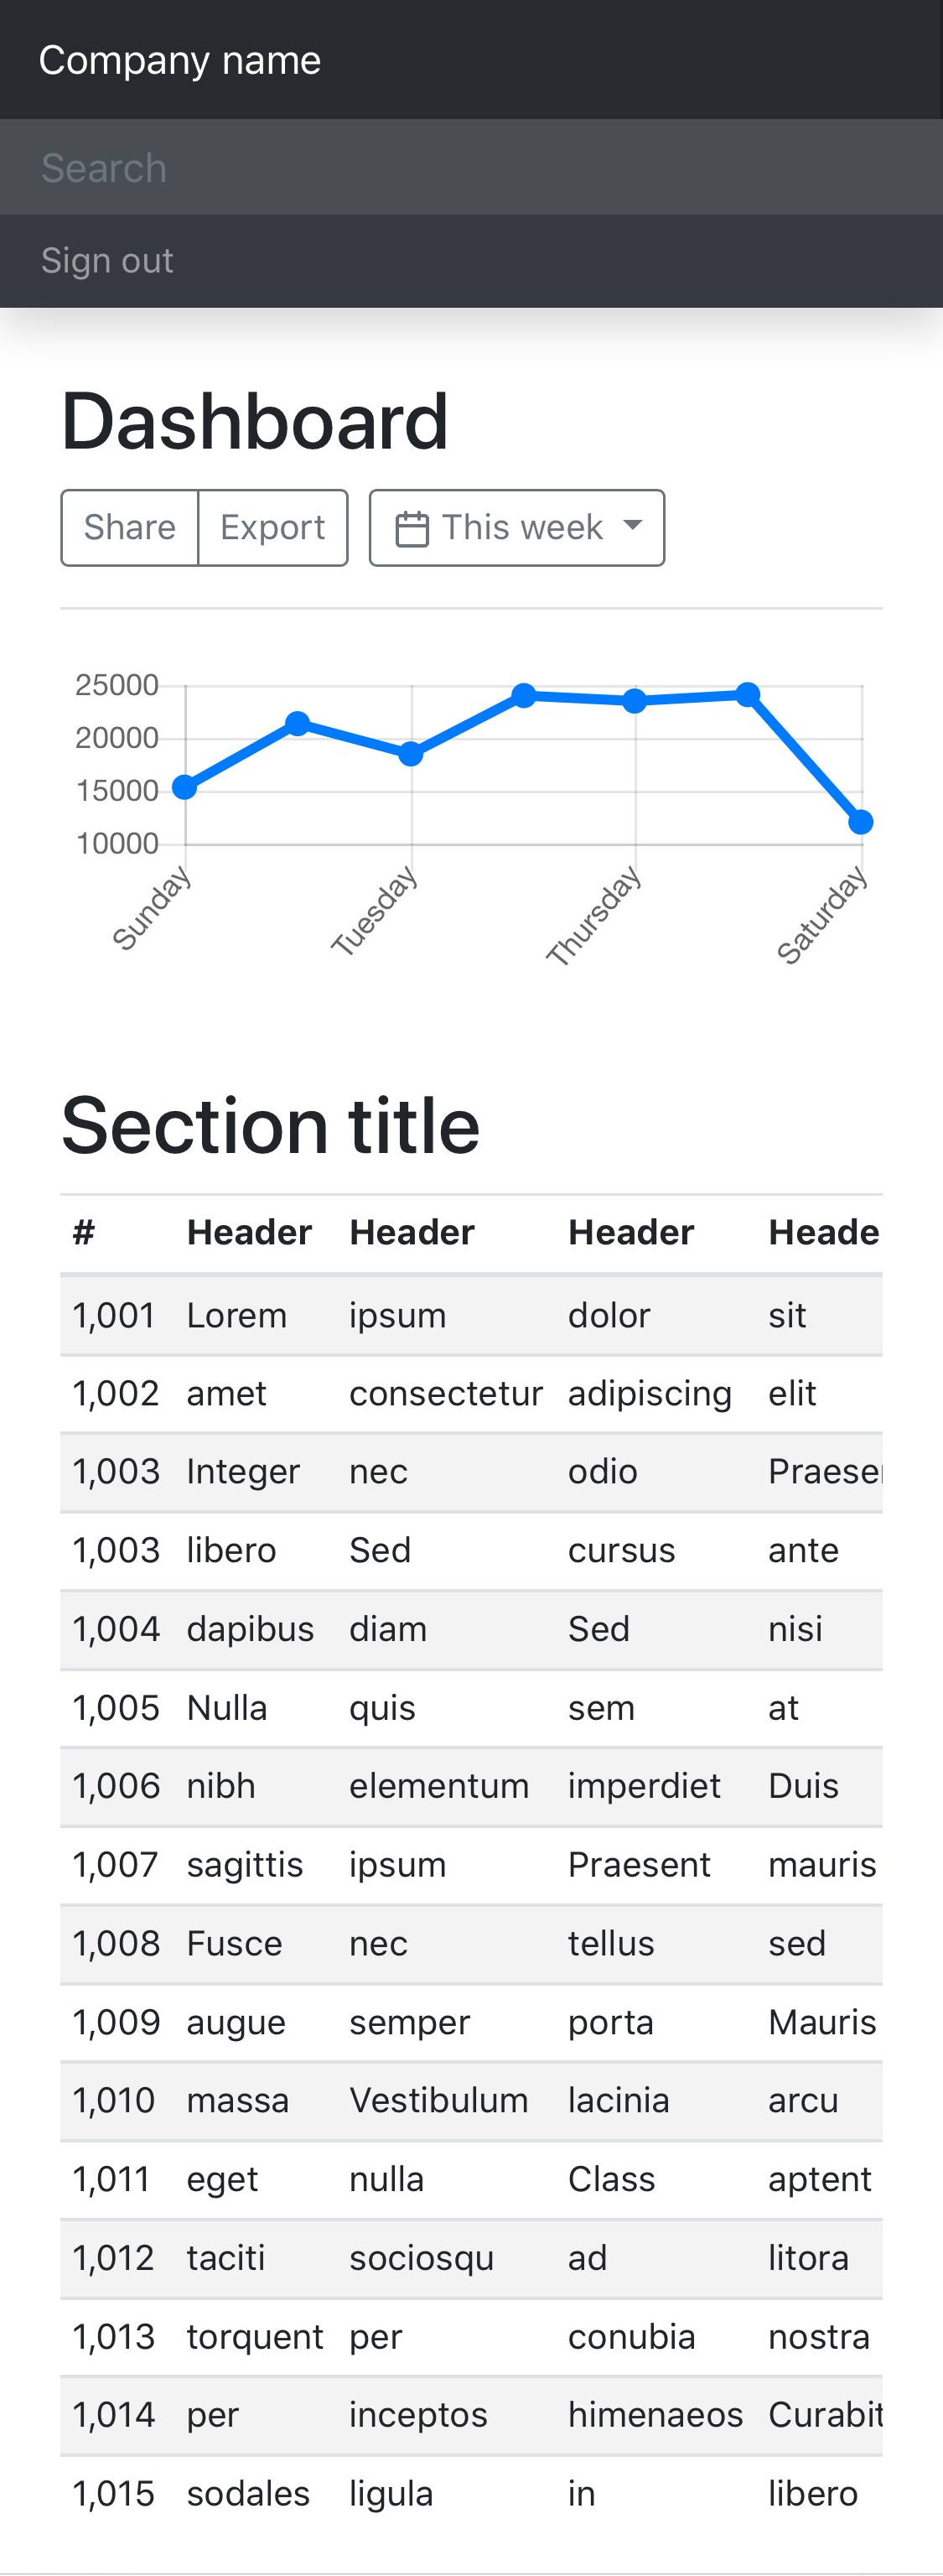 Company name
Search
Sign out
Dashboard
Share Export This week
25000
20000
15000
10000
Sunday Tuesday Thursday Saturday
Section title
# Header Header Header Heade
1,001 Lorem ipsum dolor sit
1,002 amet consectetur adipiscing elit
1,003 Integer nec odio Praese
1,003 libero Sed cursus ante
1,004 dapibus diam Sed nisi
1,005 Nulla quis sem at
1,006 nibh elementum imperdiet Duis
1,007 sagittis ipsum Praesent mauris
1,008 Fusce nec tellus sed
1,009 augue semper porta Mauris
1,010 massa Vestibulum lacinia arcu
1,011 eget nulla Class aptent
1,012 taciti sociosqu ad litora
1,013 torquent per conubia nostra
1,014 per inceptos himenaeos Curabit
1,015 sodales ligula in libero